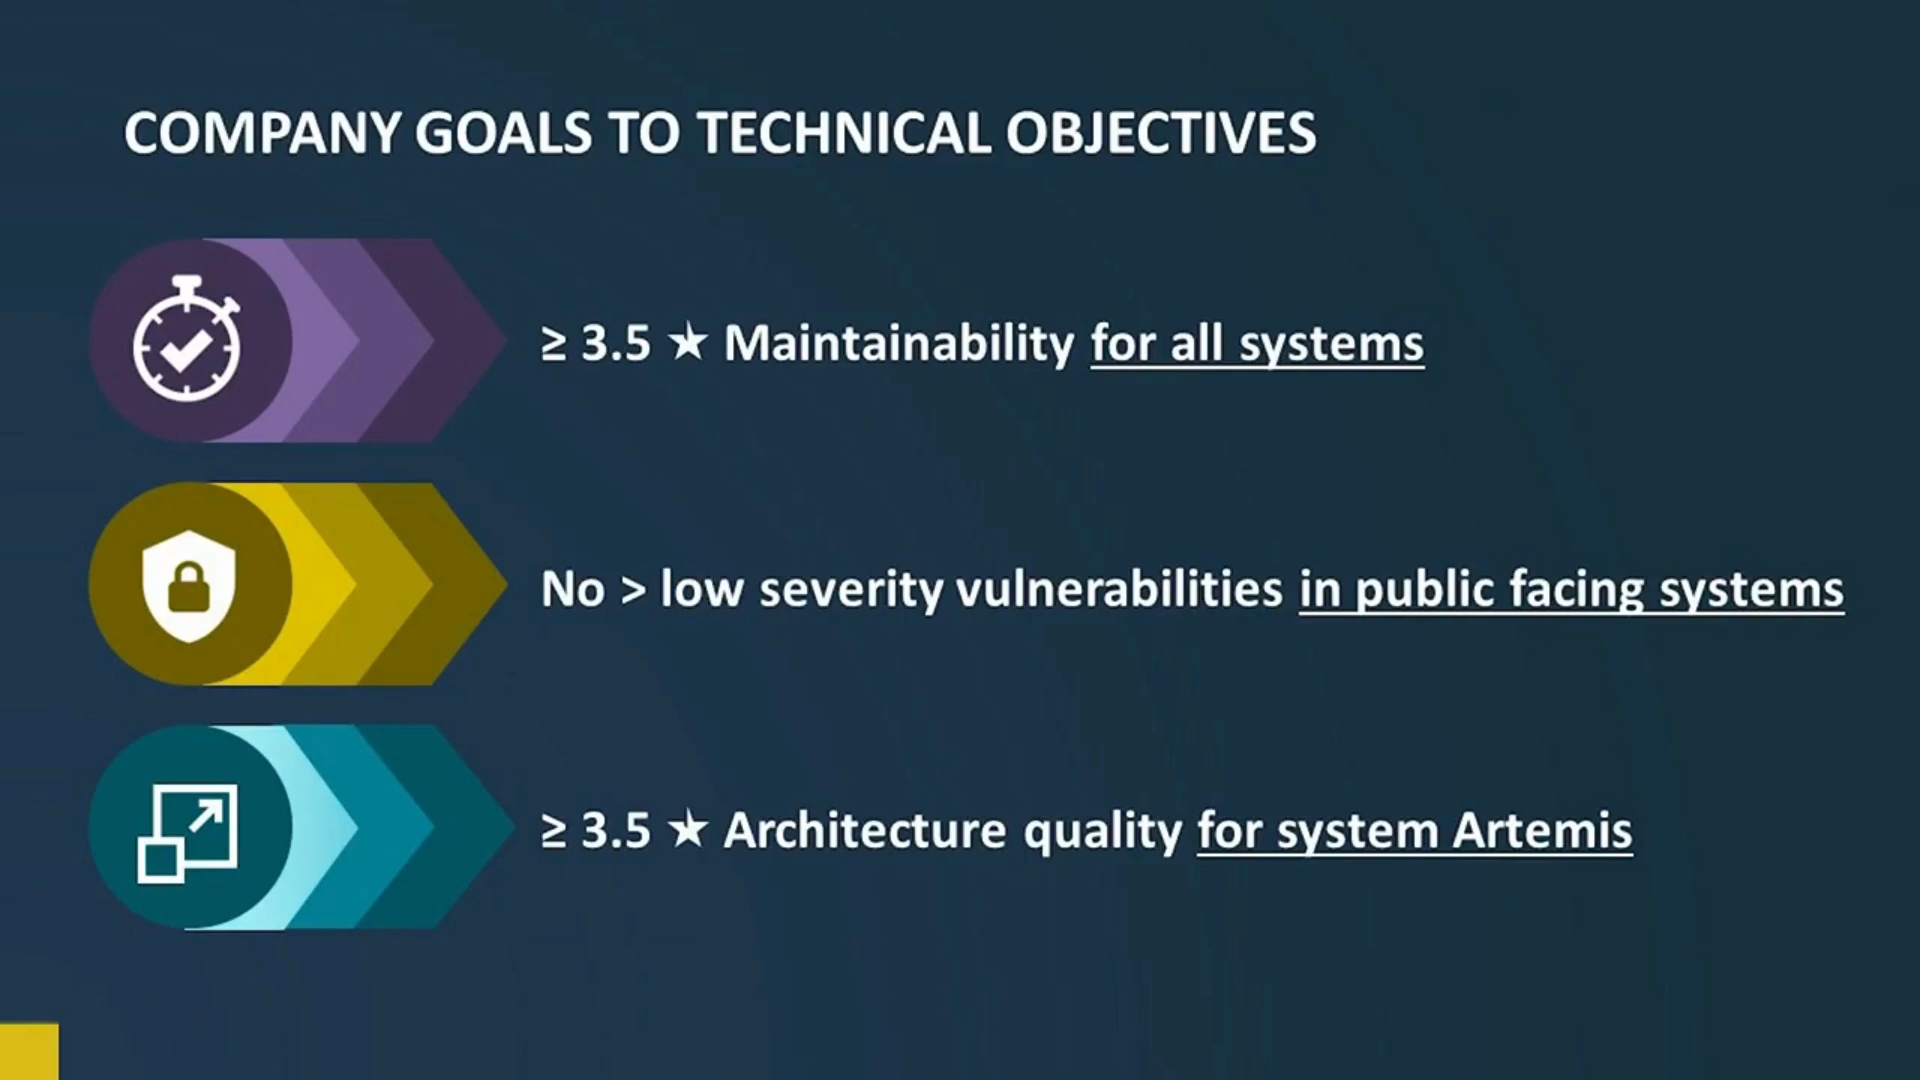 COMPANY GOALS TO TECHNICAL OBJECTIVES
≥ 3.5 ★ Maintainability for all systems
No > low severity vulnerabilities in public facing systems
≥ 3.5 ★ Architecture quality for system Artemis